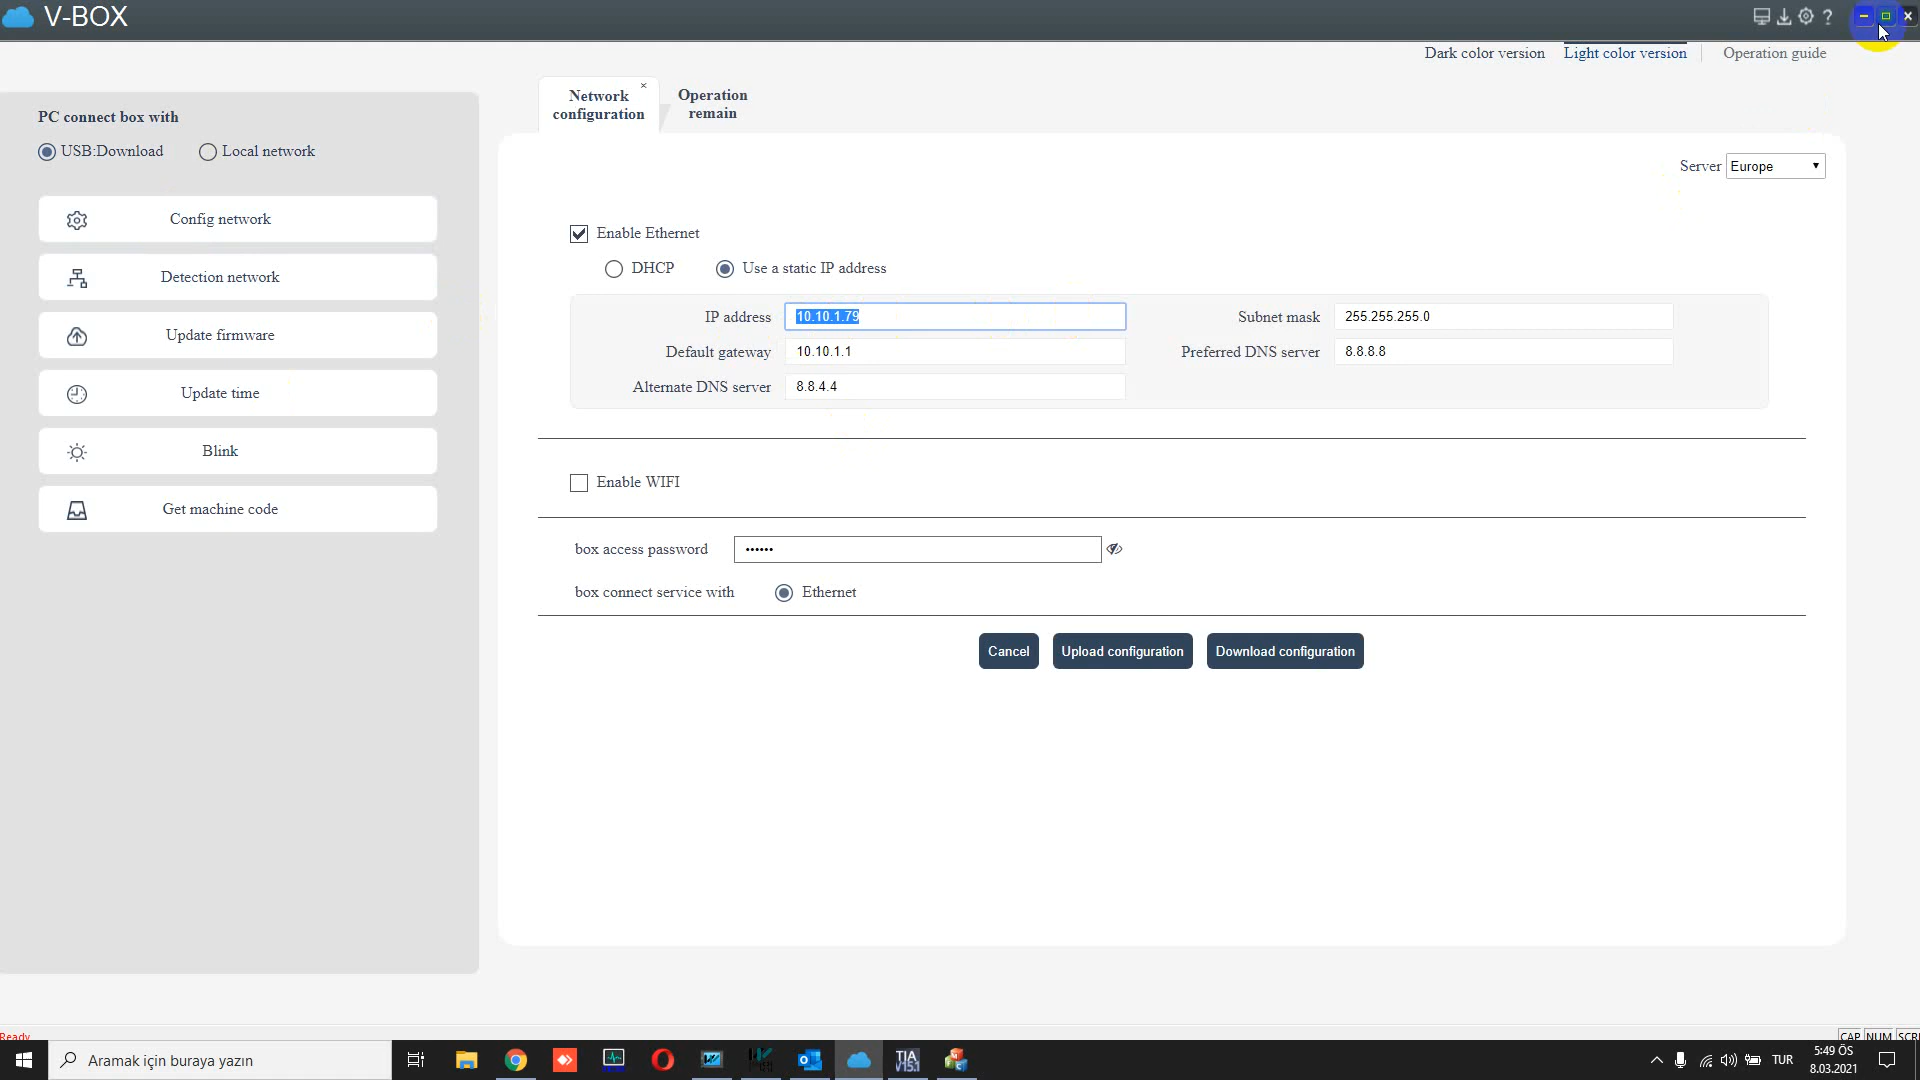 V-BOX
?
Dark color version Light color version Operation guide
PC connect box with
USB:Download Local network
Config network
Detection network
Update firmware
Update time
Blink
Get machine code
Network
configuration
Operation
remain
Server Europe
Enable Ethernet
DHCP Use a static IP address
IP address 10.10.1.79 Subnet mask 255.255.255.0
Default gateway 10.10.1.1 Preferred DNS server 8.8.8.8
Alternate DNS server 8.8.4.4
Enable WIFI
box access password ••••••
box connect service with Ethernet
Cancel Upload configuration Download configuration
Ready
CAP NUM SCR
Aramak için buraya yazın
TIA
V15.1
TUR
5:49 ÖS
8.03.2021